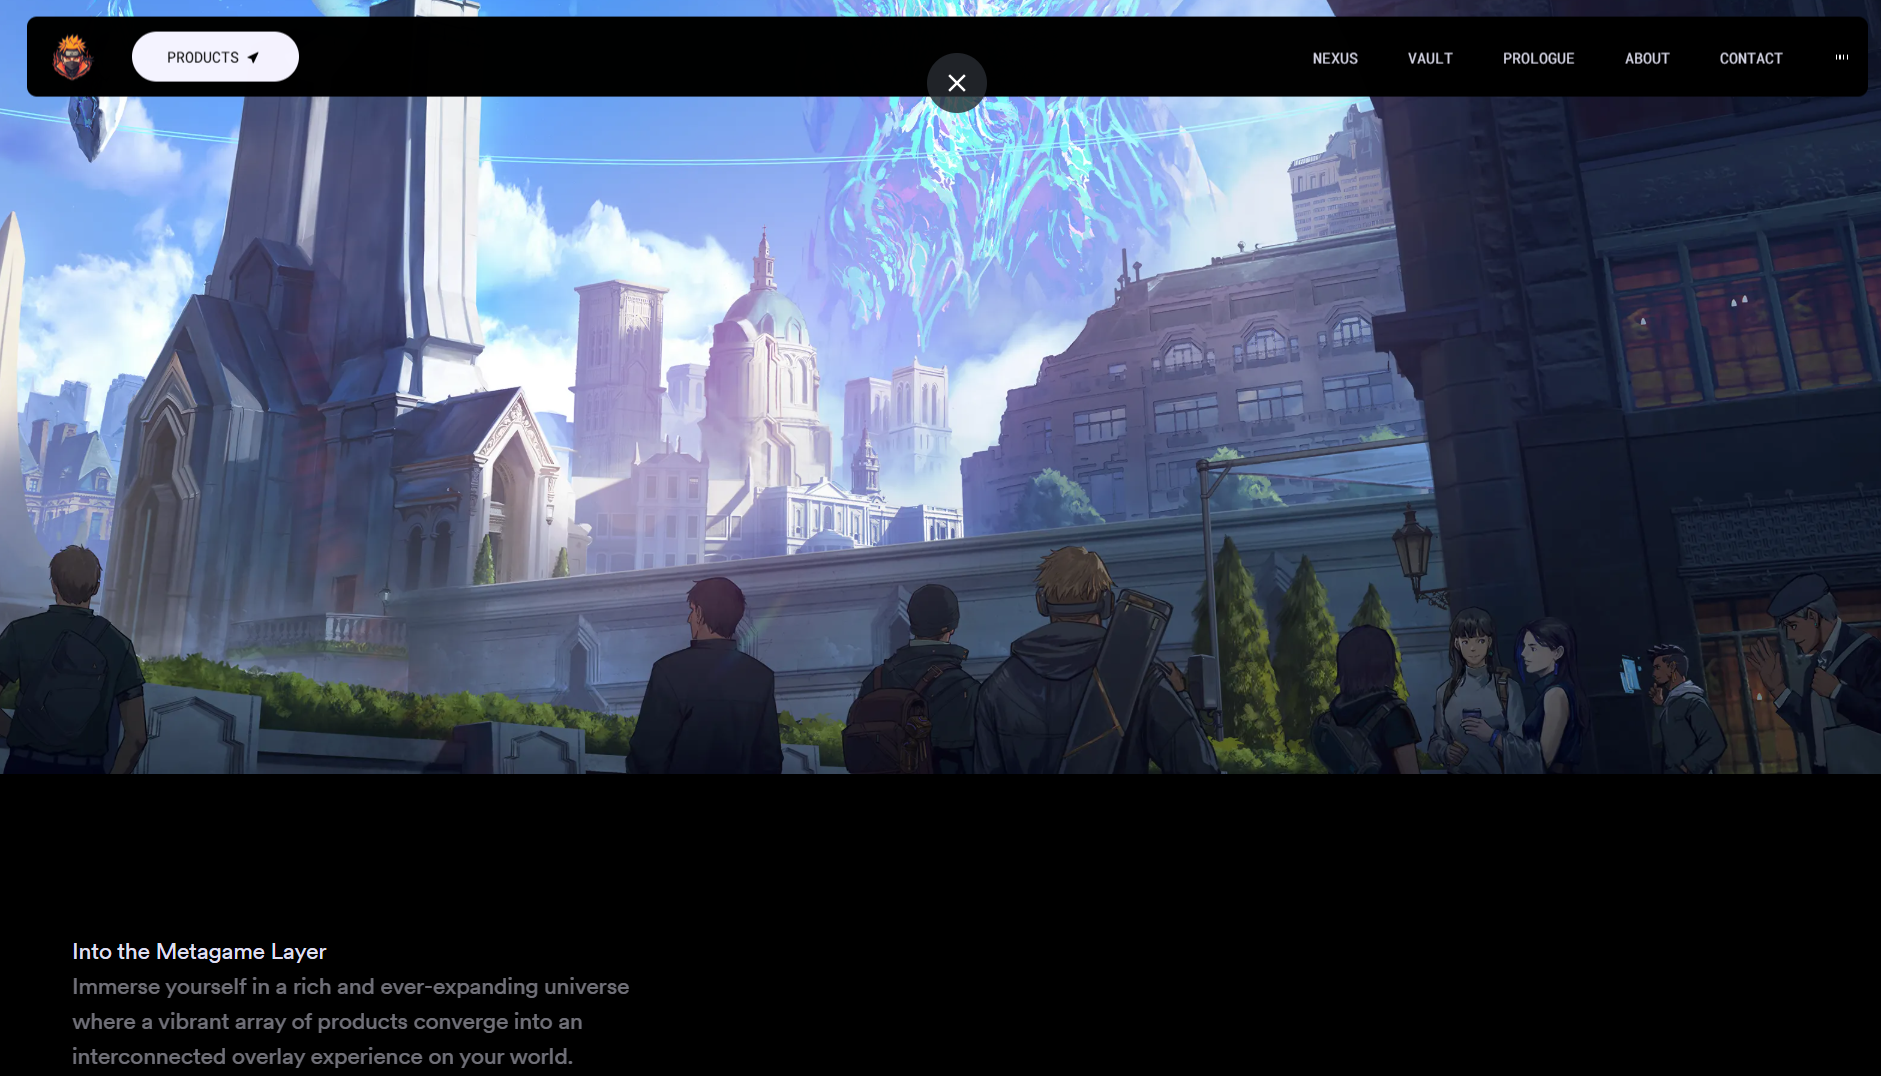 PRODUCTS
NEXUS
VAULT
PROLOGUE
ABOUT
CONTACT
Into the Metagame Layer
Immerse yourself in a rich and ever-expanding universe
where a vibrant array of products converge into an
interconnected overlay experience on your world.